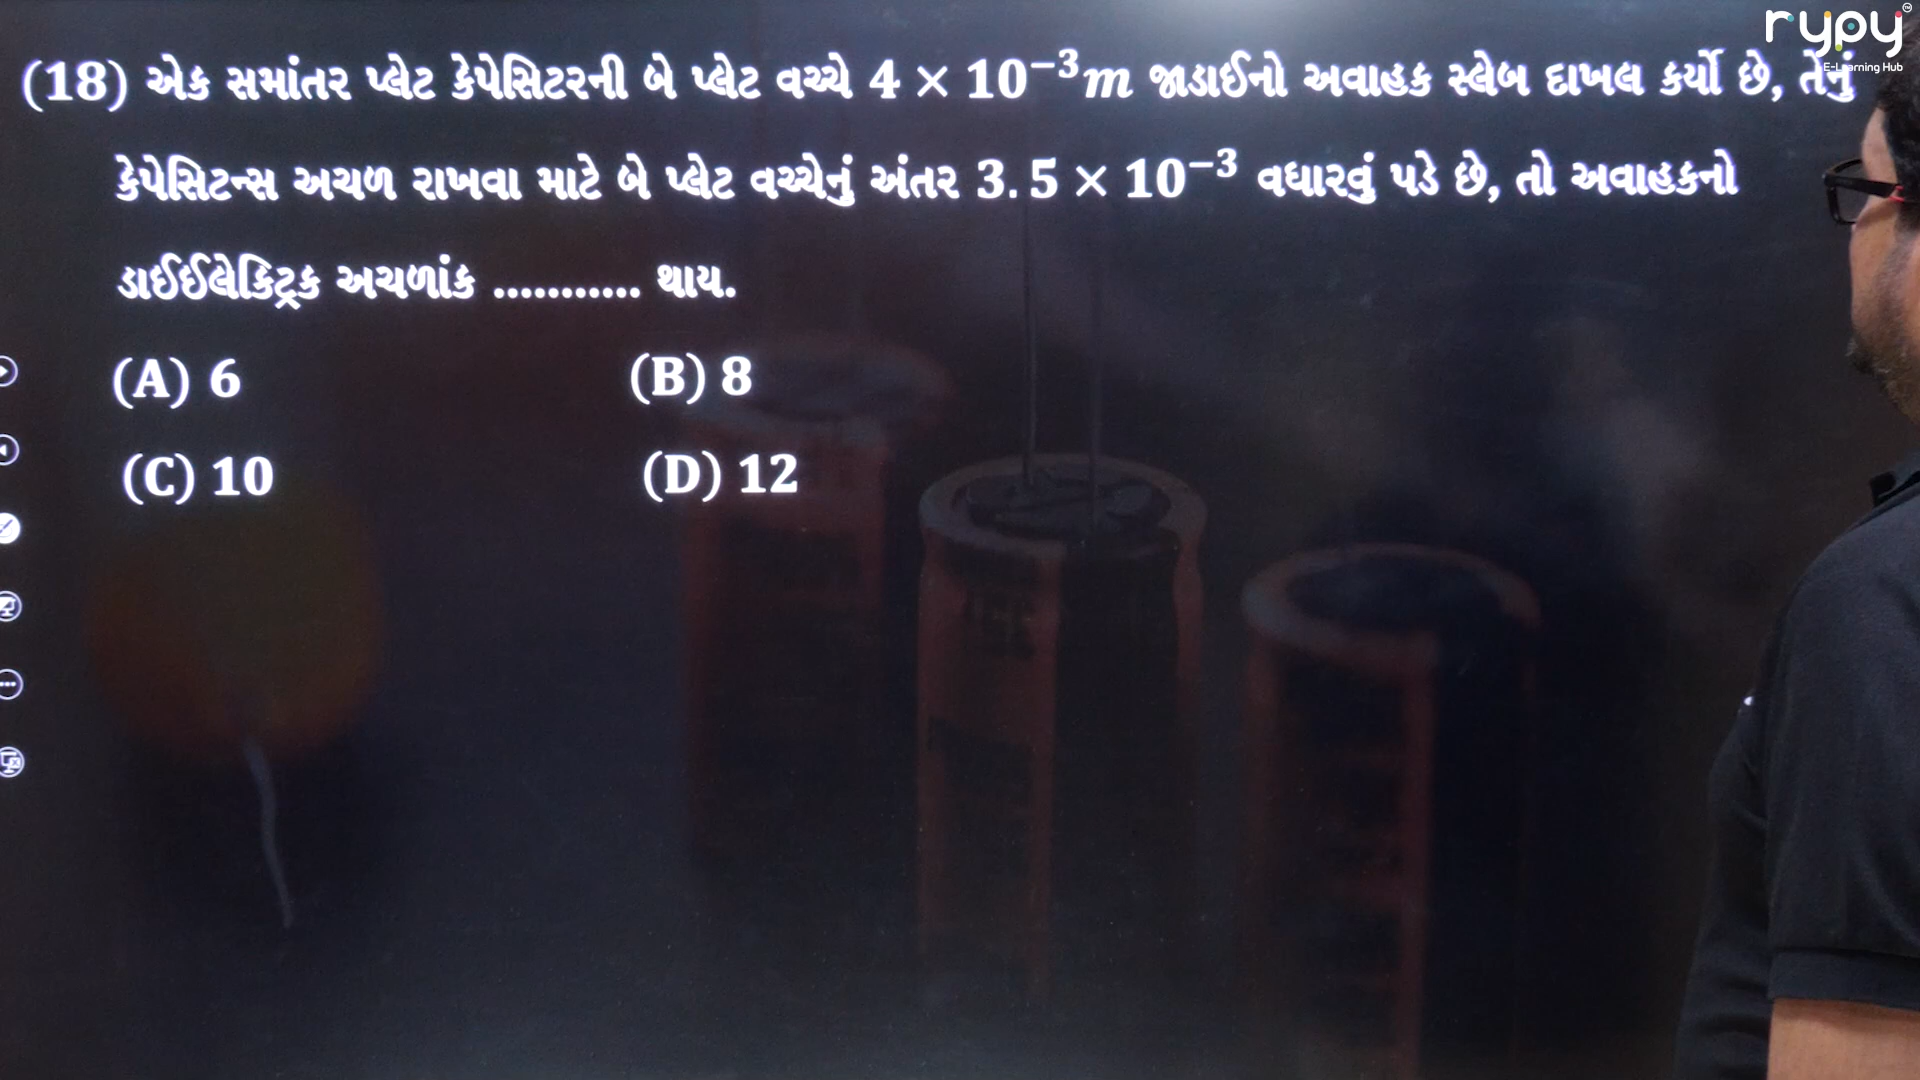 rypy
E-Learning Hub
(18) એક સમાંતર પ્લેટ કેપેસિટરની બે પ્લેટ વચ્ચે 4 × 10⁻³m જાડાઈનો અવાહક સ્લેબ દાખલ કર્યો છે, તેનું
કેપેસિટન્સ અચળ રાખવા માટે બે પ્લેટ વચ્ચેનું અંતર 3.5 × 10⁻³ વધારવું પડે છે, તો અવાહકનો
ડાઈઈલેકિટ્રક અચળાંક ........... થાય.
(A) 6 (B) 8
(C) 10 (D) 12